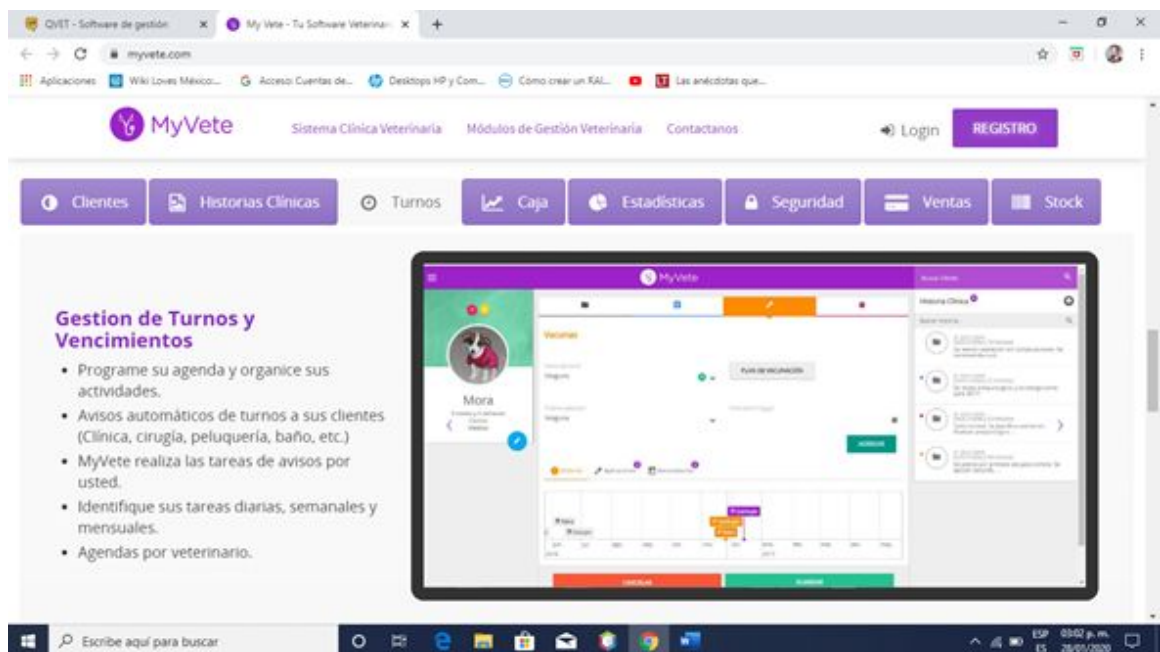 QVET - Software de gestión
My Vete - Tu Software Veterinar
myvete.com
Aplicaciones
Wiki Loves México:...
Acceso: Cuentas de...
Desktops HP y Com...
Cómo crear un RAI...
Las anécdotas que...
MyVete
Sistema Clínica Veterinaria
Módulos de Gestión Veterinaria
Contactanos
Login
REGISTRO
Clientes
Historias Clínicas
Turnos
Caja
Estadísticas
Seguridad
Ventas
Stock
Gestion de Turnos y
Vencimientos
• Programe su agenda y organice sus
actividades.
• Avisos automáticos de turnos a sus clientes
(Clínica, cirugía, peluquería, baño, etc.)
• MyVete realiza las tareas de avisos por
usted.
• Identifique sus tareas diarias, semanales y
mensuales.
• Agendas por veterinario.
MyVete
Historia Clínica
Vacunas
Ninguna
PLAN DE VACUNACIÓN
Mora
AGREGAR
CANCELAR
GUARDAR
Escribe aquí para buscar
ESP
ES
03:02 p. m.
28/05/2020